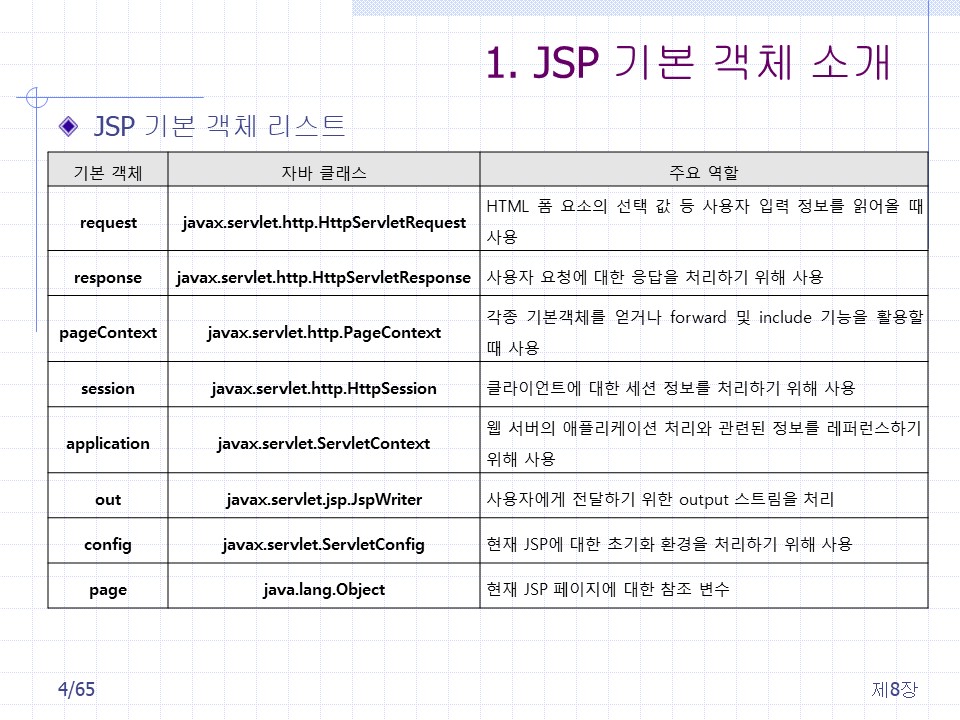 1. JSP 기본 객체 소개
JSP 기본 객체 리스트
기본 객체 자바 클래스 주요 역할
request javax.servlet.http.HttpServletRequest HTML 폼 요소의 선택 값 등 사용자 입력 정보를 읽어올 때
사용
response javax.servlet.http.HttpServletResponse 사용자 요청에 대한 응답을 처리하기 위해 사용
pageContext javax.servlet.http.PageContext 각종 기본객체를 얻거나 forward 및 include 기능을 활용할
때 사용
session javax.servlet.http.HttpSession 클라이언트에 대한 세션 정보를 처리하기 위해 사용
application javax.servlet.ServletContext 웹 서버의 애플리케이션 처리와 관련된 정보를 레퍼런스하기
위해 사용
out javax.servlet.jsp.JspWriter 사용자에게 전달하기 위한 output 스트림을 처리
config javax.servlet.ServletConfig 현재 JSP에 대한 초기화 환경을 처리하기 위해 사용
page java.lang.Object 현재 JSP 페이지에 대한 참조 변수
4/65 제8장